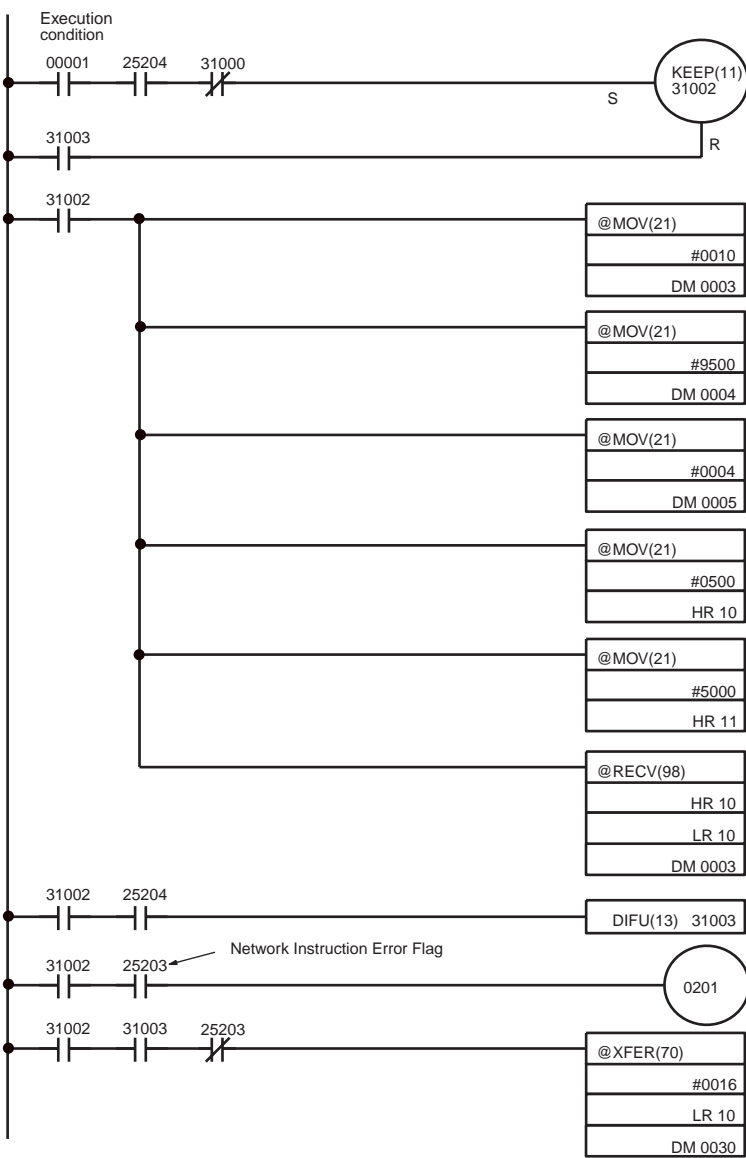 Execution
condition
00001 25204 31000
KEEP(11)
31002
S
31003
R
31002
@MOV(21)
#0010
DM 0003
@MOV(21)
#9500
DM 0004
@MOV(21)
#0004
DM 0005
@MOV(21)
#0500
HR 10
@MOV(21)
#5000
HR 11
@RECV(98)
HR 10
LR 10
DM 0003
31002 25204
DIFU(13) 31003
Network Instruction Error Flag
31002 25203
0201
31002 31003 25203
@XFER(70)
#0016
LR 10
DM 0030